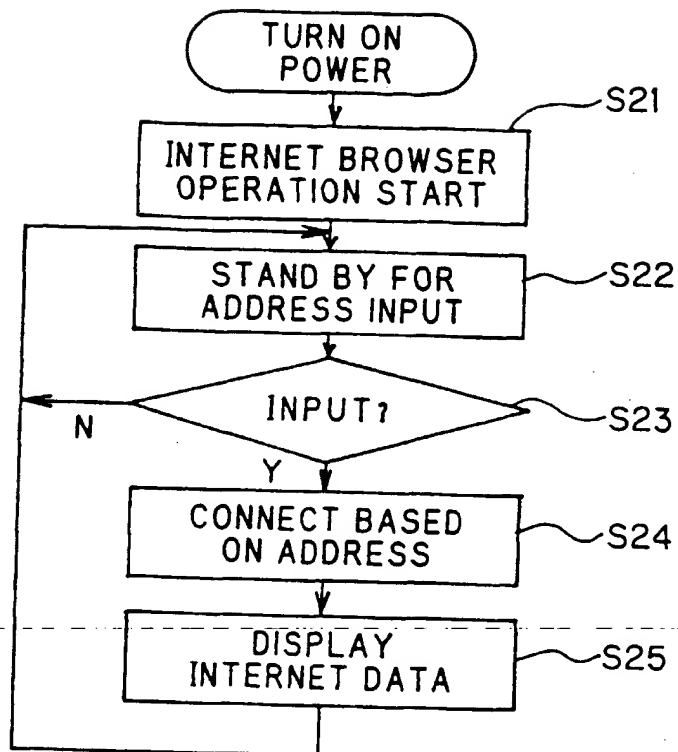 TURN ON
POWER
S21
INTERNET BROWSER
OPERATION START
STAND BY FOR
ADDRESS INPUT
S22
INPUT?
S23
N
Y
CONNECT BASED
ON ADDRESS
S24
DISPLAY
INTERNET DATA
S25